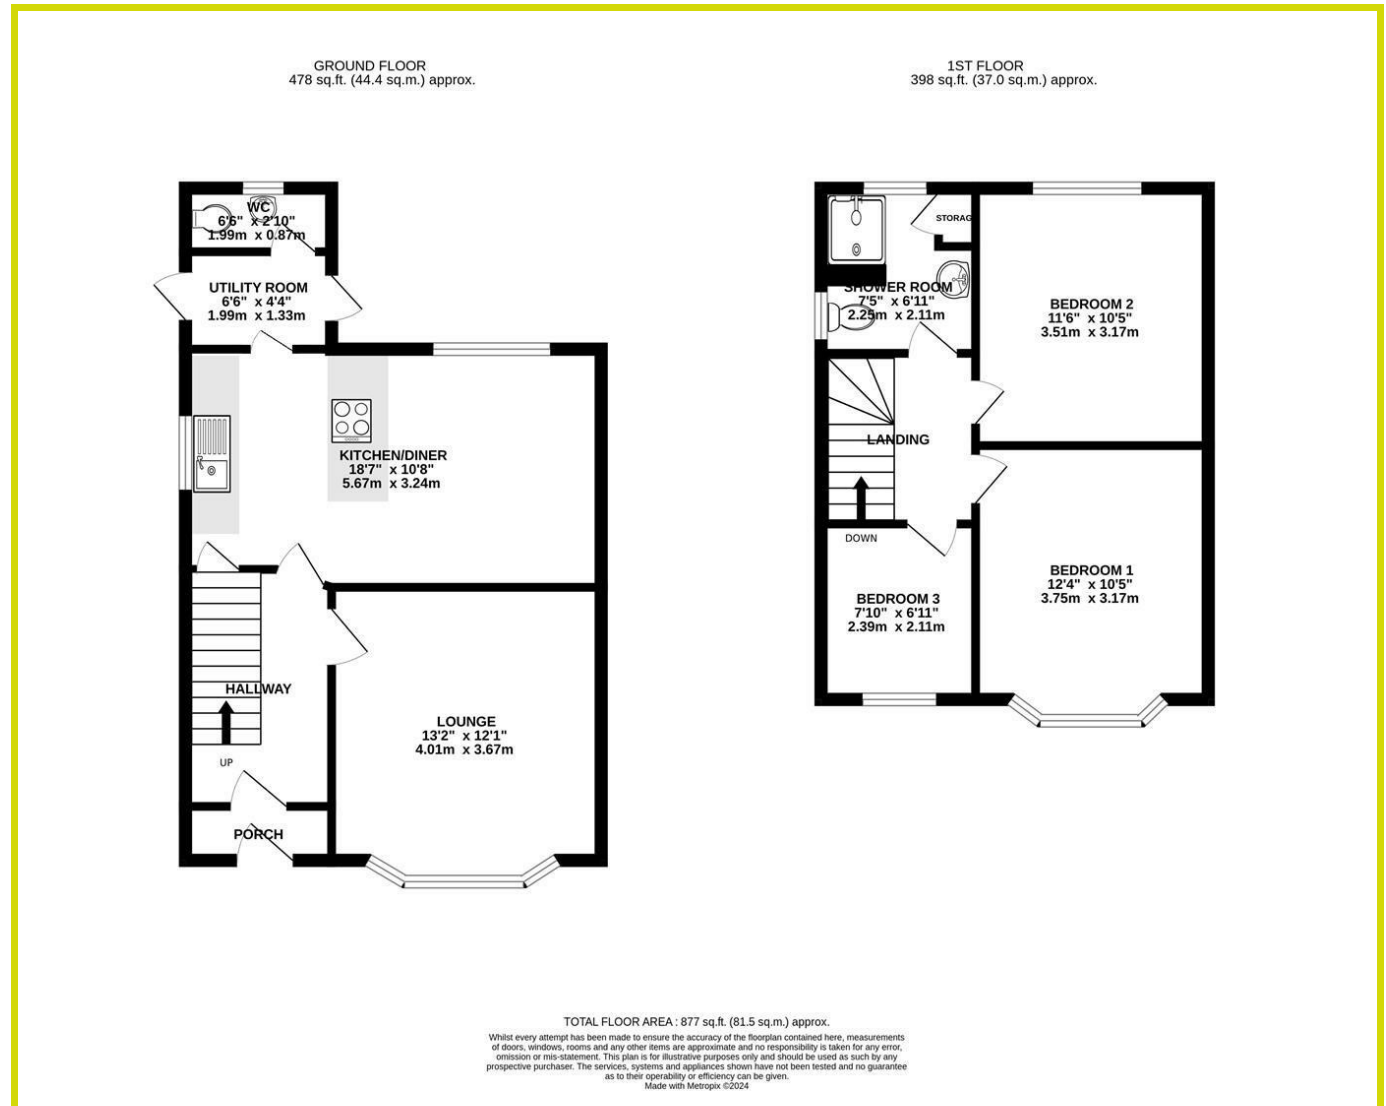 GROUND FLOOR
478 sq.ft. (44.4 sq.m.) approx.
1ST FLOOR
398 sq.ft. (37.0 sq.m.) approx.
WC
6'6" x 2'10"
1.99m x 0.87m
UTILITY ROOM
6'6" x 4'4"
1.99m x 1.33m
KITCHEN/DINER
18'7" x 10'8"
5.67m x 3.24m
HALLWAY
UP
LOUNGE
13'2" x 12'1"
4.01m x 3.67m
PORCH
STORAG
SHOWER ROOM
7'5" x 6'11"
2.25m x 2.11m
BEDROOM 2
11'6" x 10'5"
3.51m x 3.17m
LANDING
DOWN
BEDROOM 1
12'4" x 10'5"
3.75m x 3.17m
BEDROOM 3
7'10" x 6'11"
2.39m x 2.11m
TOTAL FLOOR AREA : 877 sq.ft. (81.5 sq.m.) approx.
Whilst every attempt has been made to ensure the accuracy of the floorplan contained here, measurements
of doors, windows, rooms and any other items are approximate and no responsibility is taken for any error,
omission or mis-statement. This plan is for illustrative purposes only and should be used as such by any
prospective purchaser. The services, systems and appliances shown have not been tested and no guarantee
as to their operability or efficiency can be given.
Made with Metropix ©2024